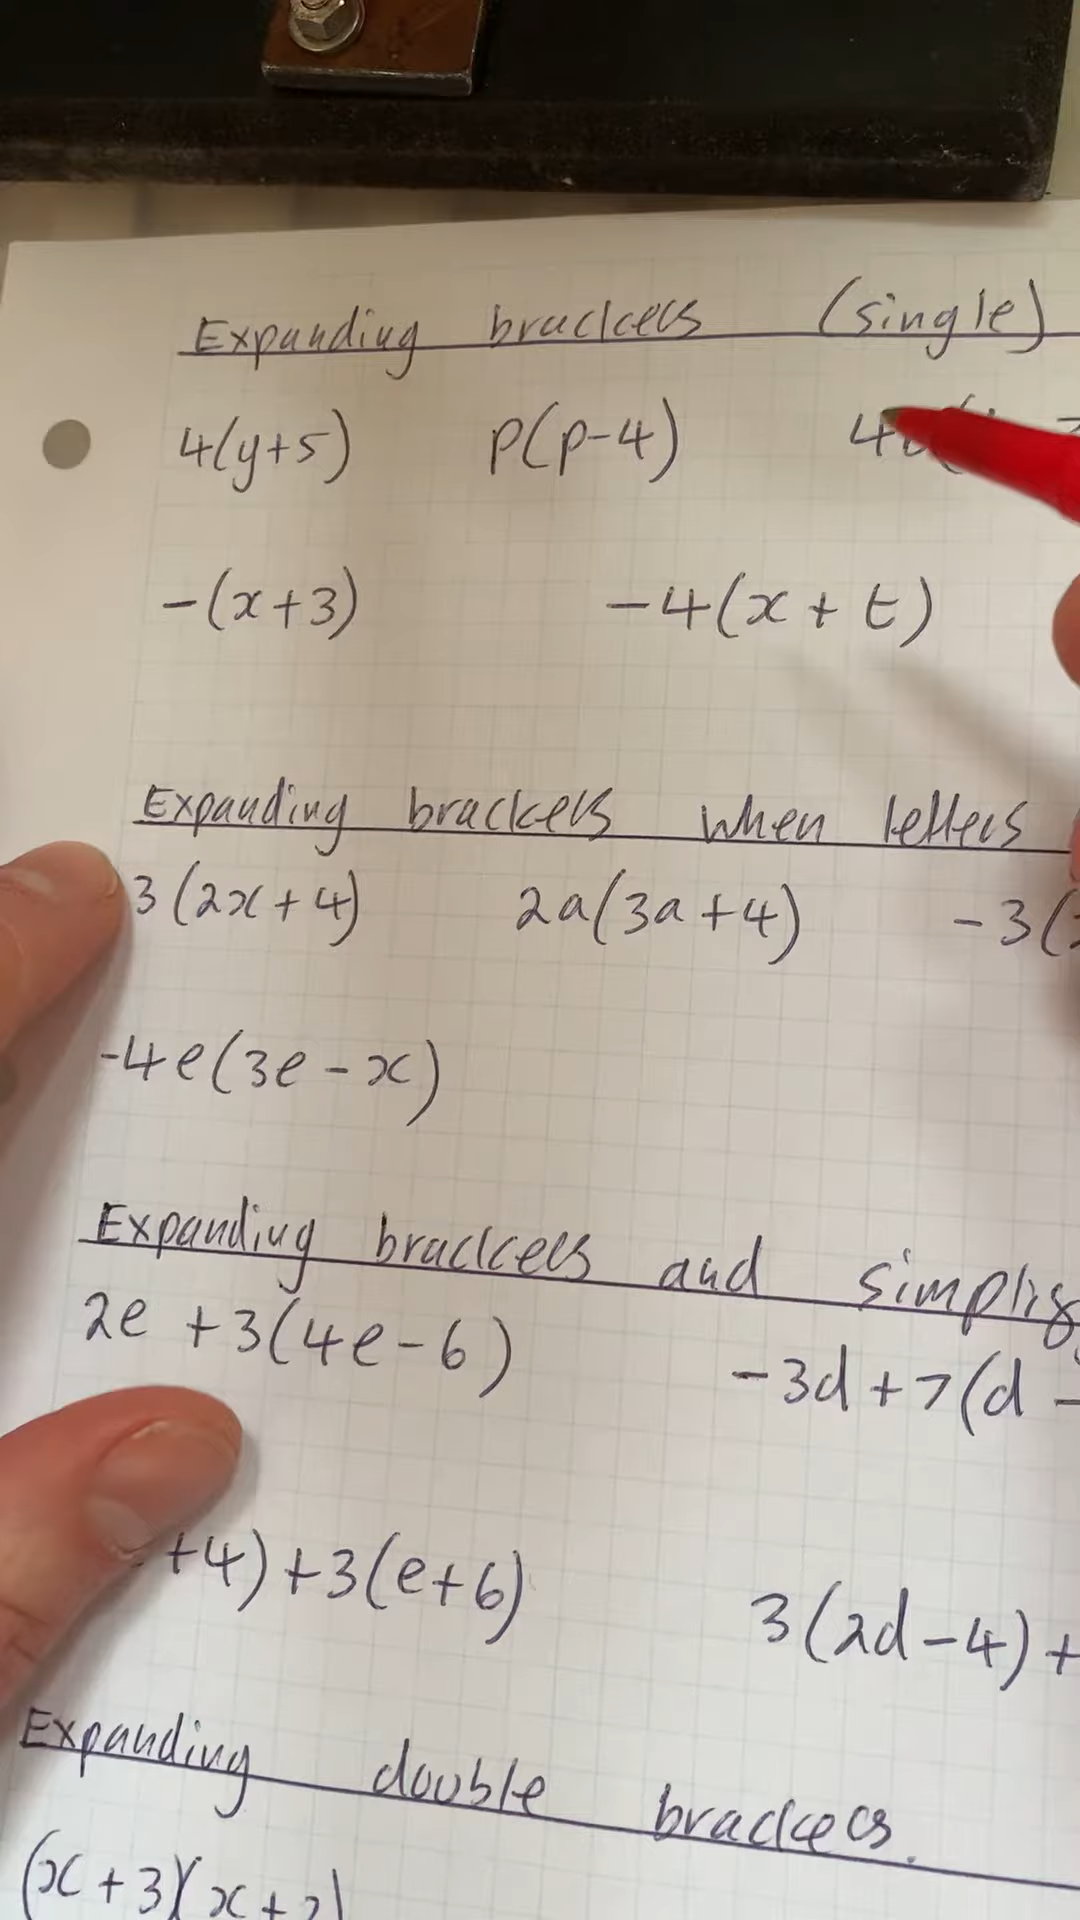 Expanding brackets (single)
4(y+5) p(p-4)
-(x+3) -4(x+t)
Expanding brackets when letters
3(2x+4) 2a(3a+4) -3(
-4e(3e-x)
Expanding brackets and simplify
2e +3(4e-6) -3d+7(d-
+4)+3(e+6) 3(2d-4)+
Expanding double brackets.
(x+3)(x+2)